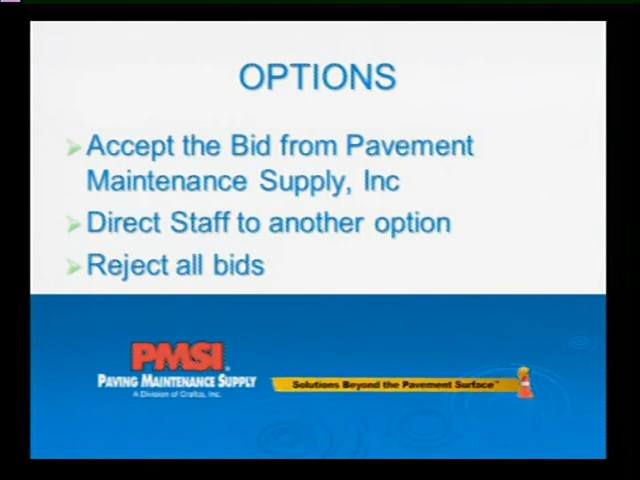 OPTIONS
Accept the Bid from Pavement
Maintenance Supply, Inc
Direct Staff to another option
Reject all bids
PMSI®
PAVING MAINTENANCE SUPPLY
A Division of Crafco, Inc.
Solutions Beyond the Pavement Surface™